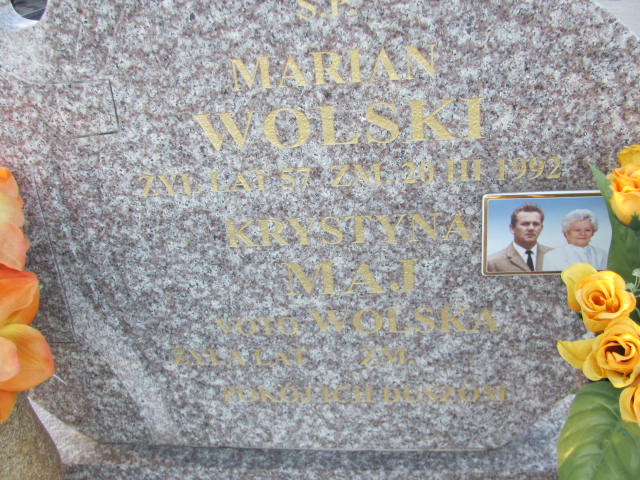 Ś.P.
MARIAN
WOLSKI
ŻYŁ LAT 57 ZM. 20 III 1992
KRYSTYNA
MAJ
VOTO WOLSKA
ŻYŁA LAT ZM.
POKÓJ ICH DUSZOM